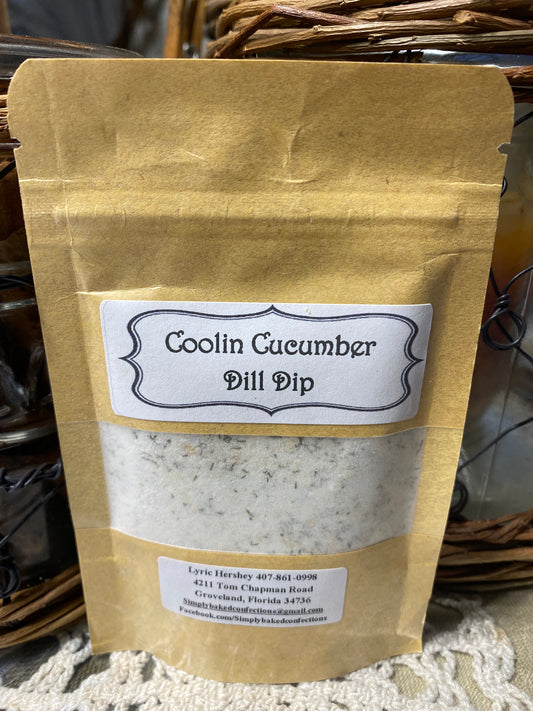 Coolin Cucumber
Dill Dip
Lyric Hershey 407-861-0998
4211 Tom Chapman Road
Groveland, Florida 34736
Simplybakedconfections@gmail.com
Facebook.com/Simplybakedconfections